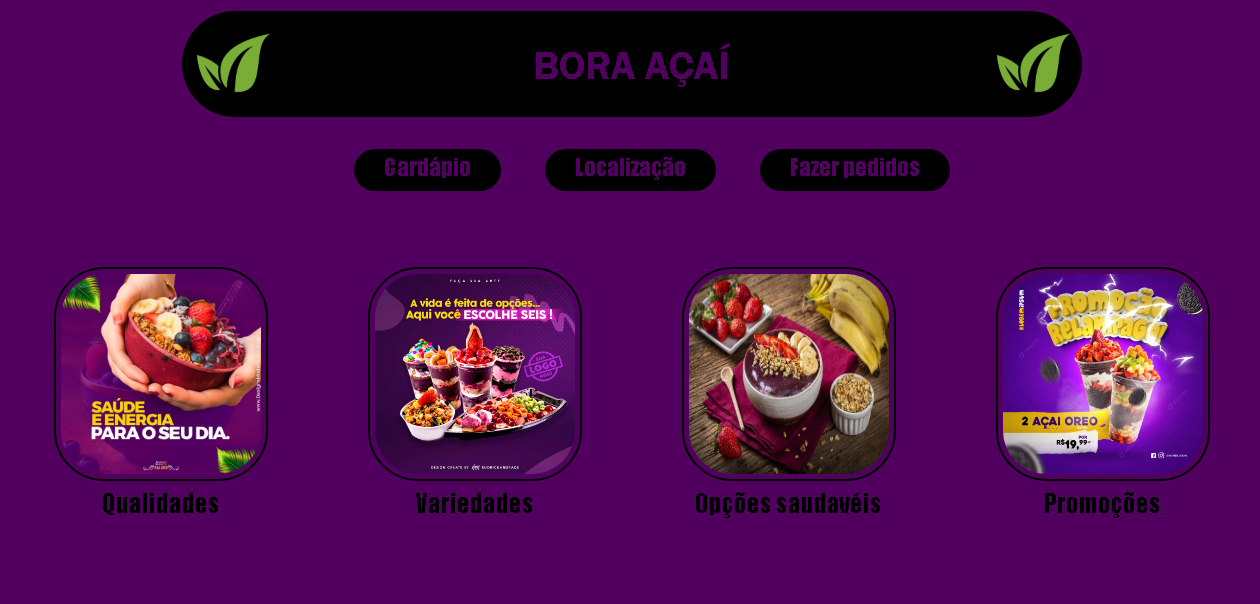 BORA AÇAÍ
Cardápio
Localização
Fazer pedidos
SAÚDE
E ENERGIA
PARA O SEU DIA.
FAÇA SUA ARTE
A vida é feita de opções...
Aqui você ESCOLHE SEIS !
SUA
LOGO
AQUI
PROMOÇÃO
RELÂMPAGO
2 AÇAI OREO
POR
R$19,99
Qualidades
Variedades
Opções saudavéis
Promoções